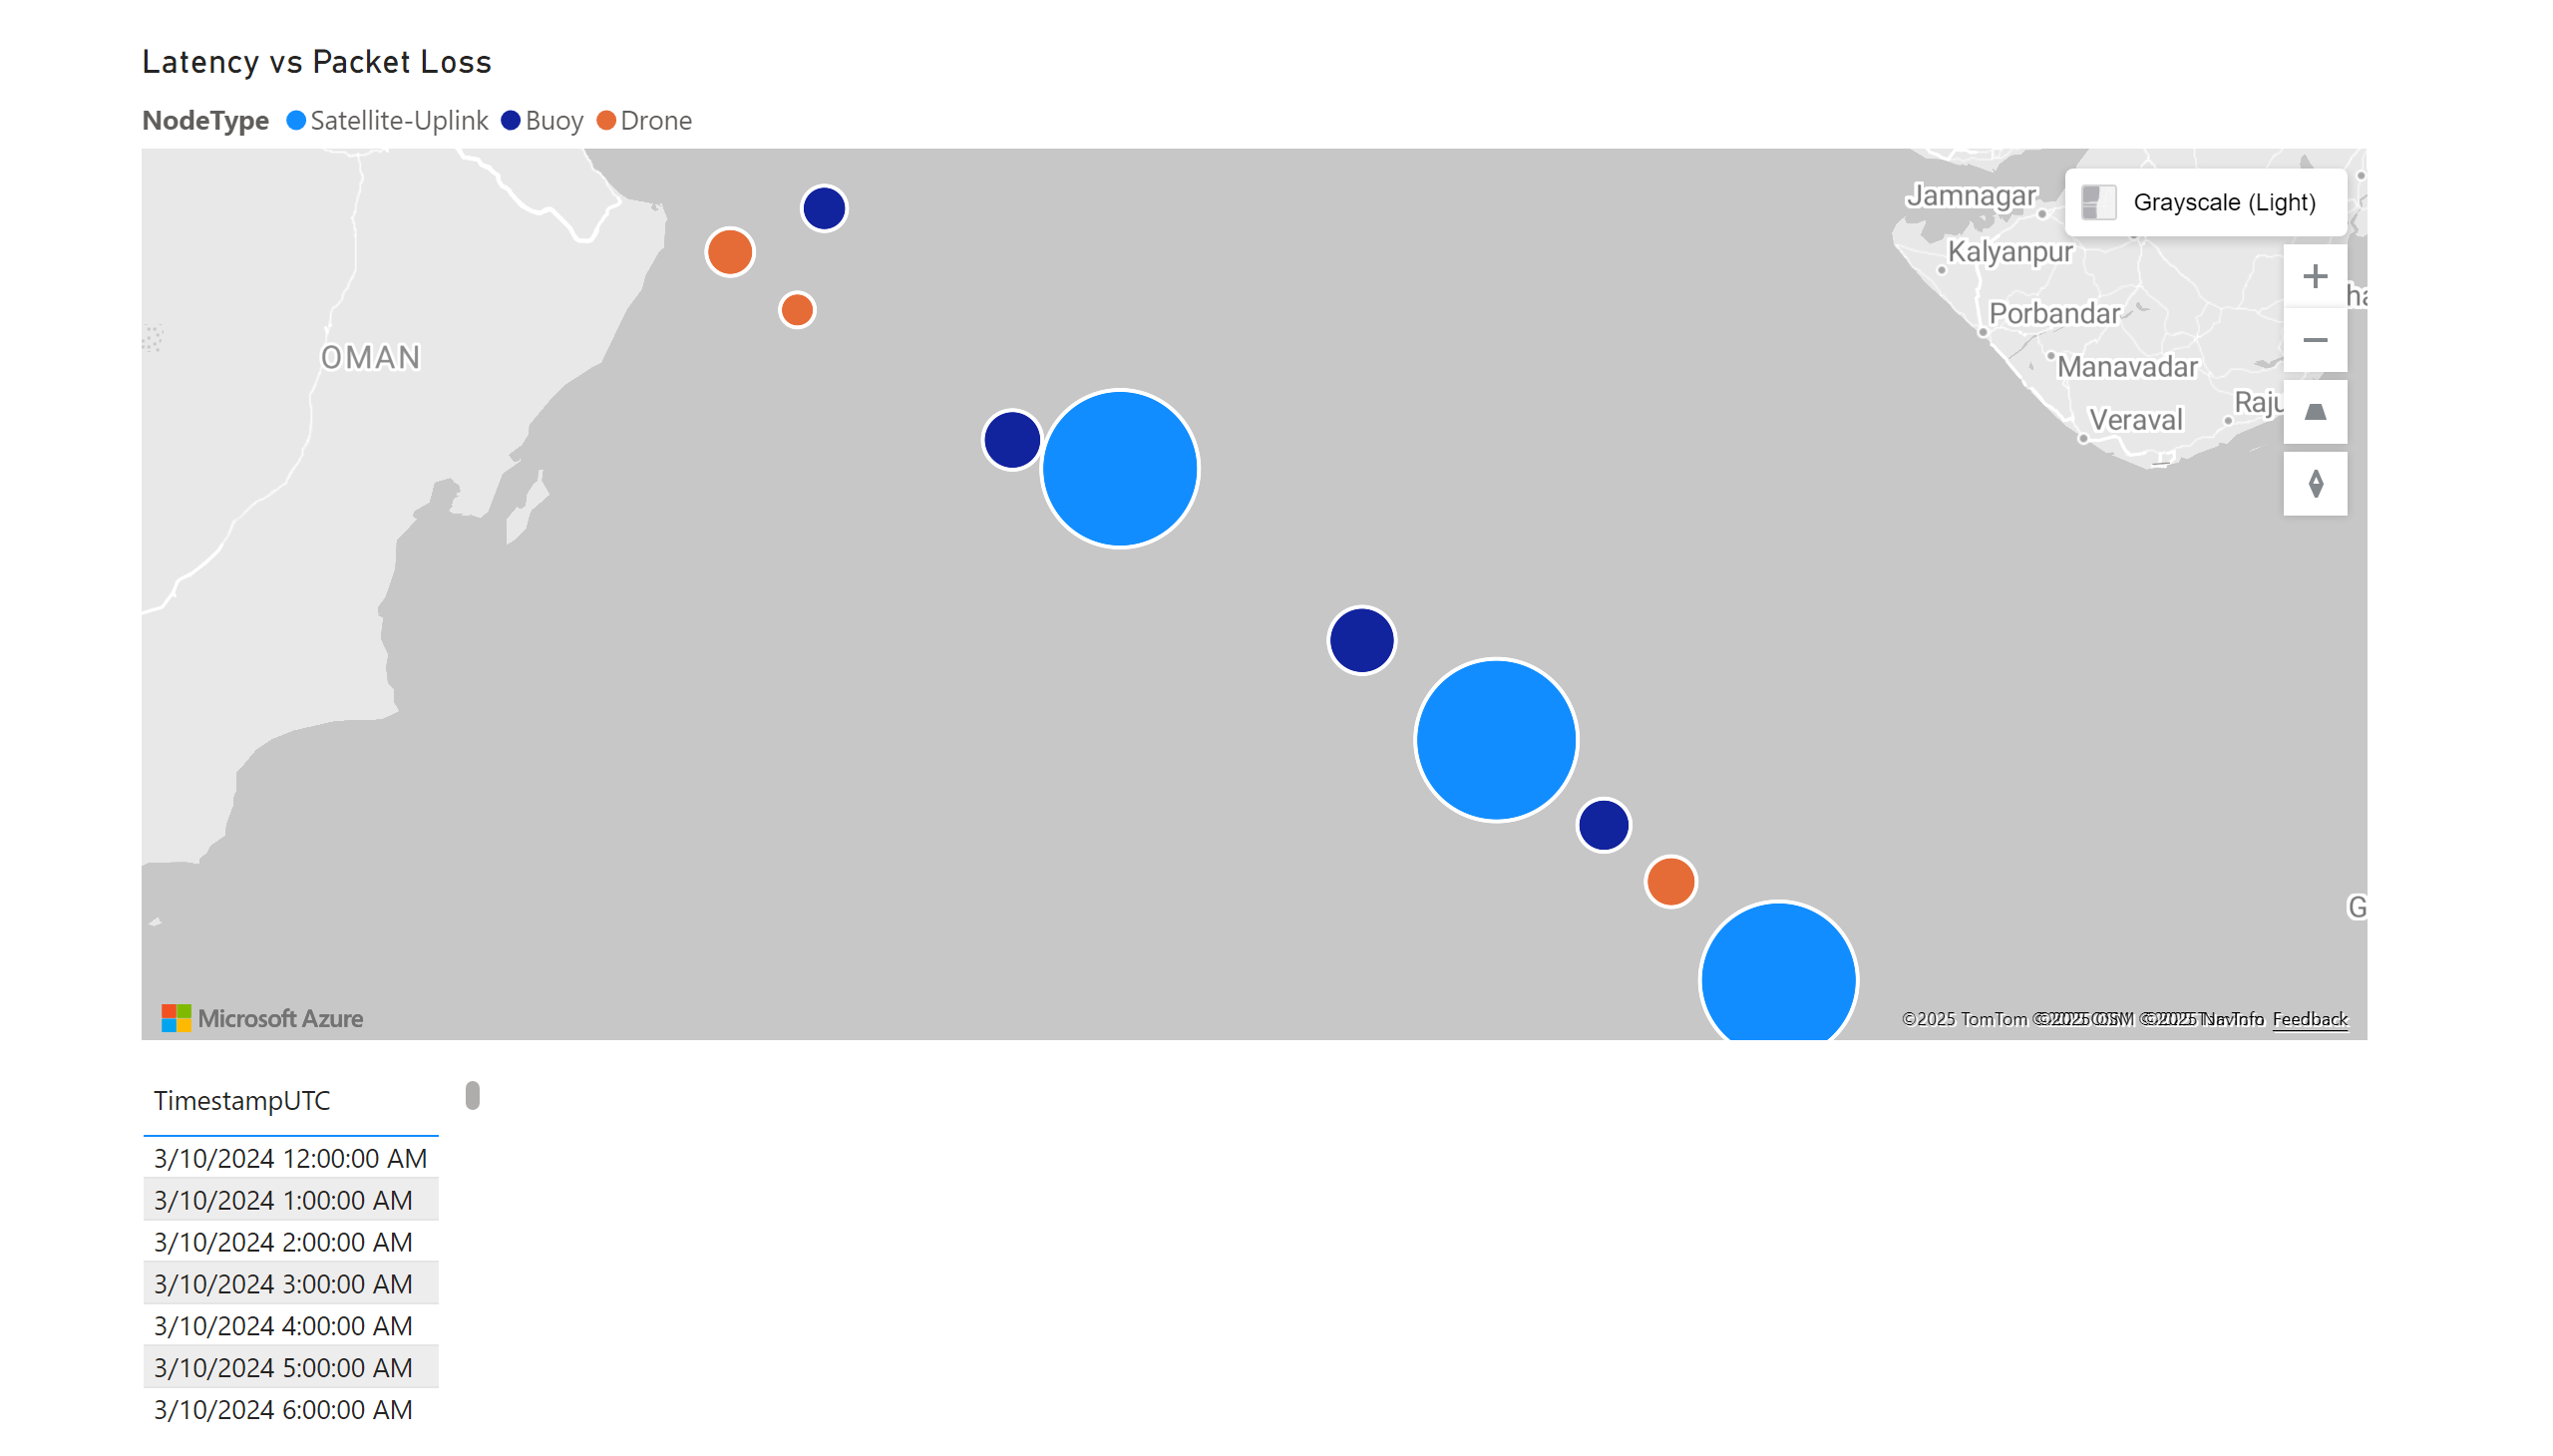 Latency vs Packet Loss
NodeType Satellite-Uplink Buoy Drone
Jamnagar
Grayscale (Light)
Kalyanpur
Porbandar
OMAN
Manavadar
Veraval
G
Microsoft Azure
©2025 TomTom Feedback
TimestampUTC
3/10/2024 12:00:00 AM
3/10/2024 1:00:00 AM
3/10/2024 2:00:00 AM
3/10/2024 3:00:00 AM
3/10/2024 4:00:00 AM
3/10/2024 5:00:00 AM
3/10/2024 6:00:00 AM